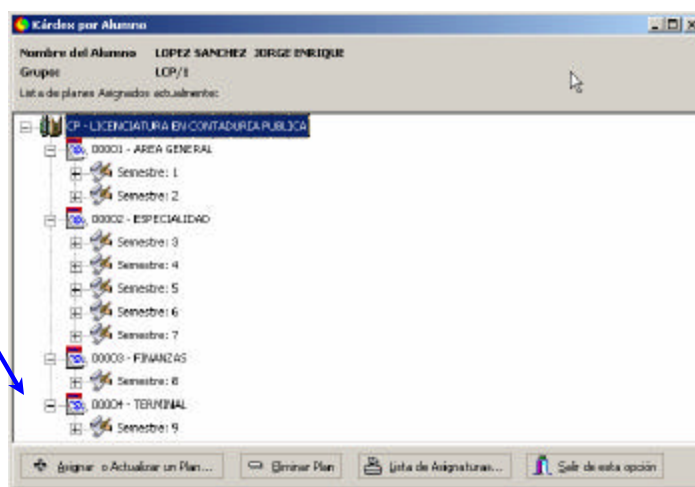 Kárdex por Alumno
Nombre del Alumno LOPEZ SANCHEZ JORGE ENRIQUE
Grupo: LCP/1
Lista de planes Asignados actualmente:
CP - LICENCIATURA EN CONTADURIA PUBLICA
00001 - AREA GENERAL
Semestre: 1
Semestre: 2
00002 - ESPECIALIDAD
Semestre: 3
Semestre: 4
Semestre: 5
Semestre: 6
Semestre: 7
00003 - FINANZAS
Semestre: 8
00004 - TERMINAL
Semestre: 9
Asignar o Actualizar un Plan... Eliminar Plan Lista de Asignaturas... Salir de esta opción